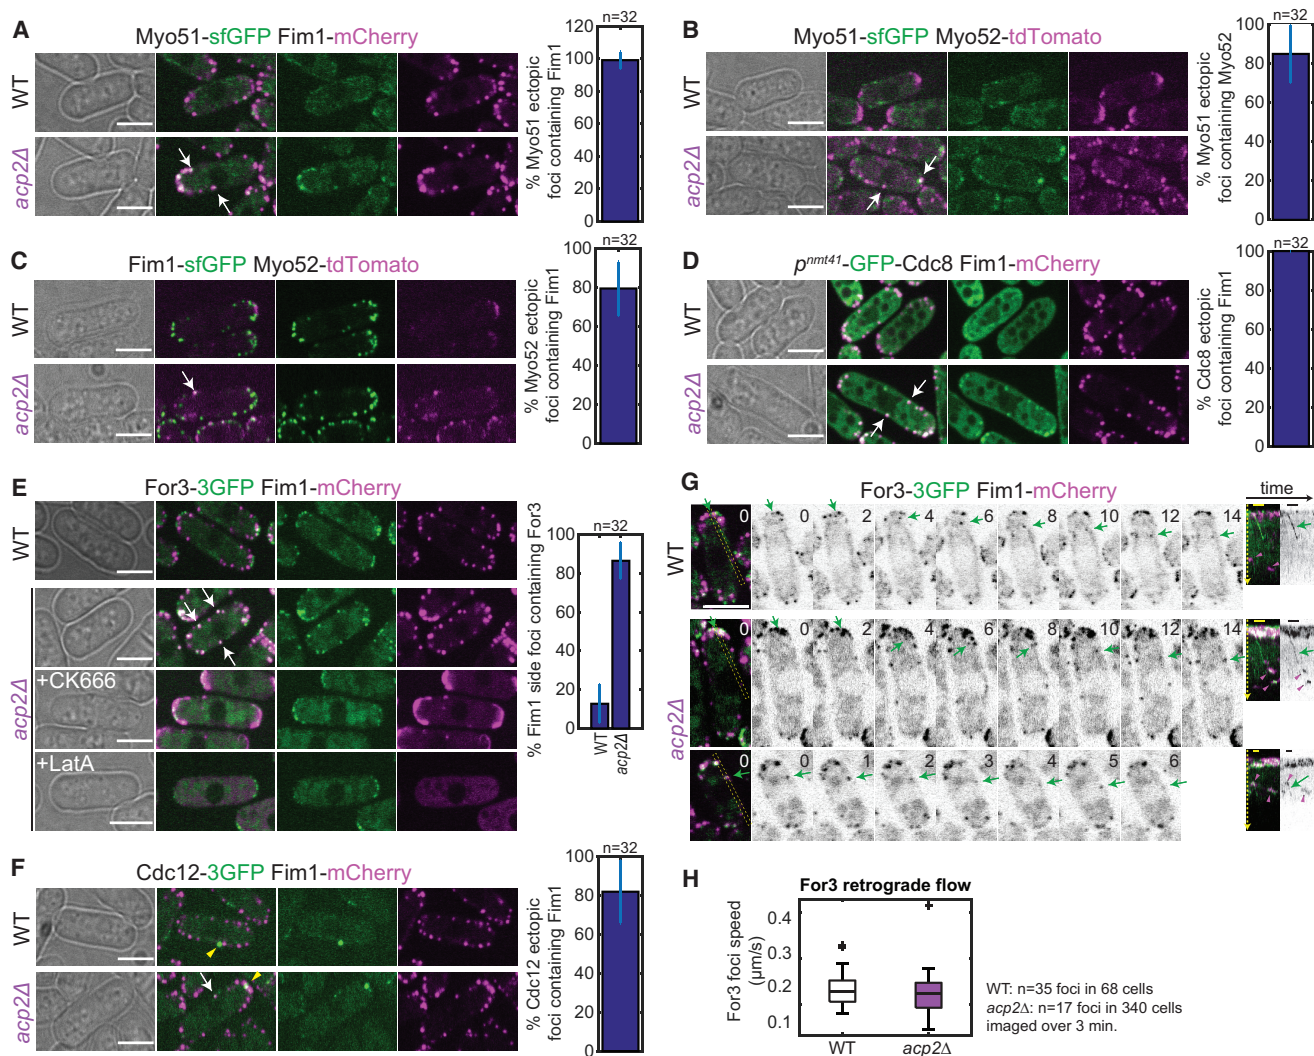 A
Myo51-sfGFP Fim1-mCherry
WT
acp2Δ
n=32
% Myo51 ectopic
foci containing Fim1
120
100
80
60
40
20
0
B
Myo51-sfGFP Myo52-tdTomato
WT
acp2Δ
n=32
% Myo51 ectopic
foci containing Myo52
100
80
60
40
20
0
C
Fim1-sfGFP Myo52-tdTomato
WT
acp2Δ
n=32
% Myo52 ectopic
foci containing Fim1
100
80
60
40
20
0
D
pnmt41-GFP-Cdc8 Fim1-mCherry
WT
acp2Δ
n=32
% Cdc8 ectopic
foci containing Fim1
100
80
60
40
20
0
E
For3-3GFP Fim1-mCherry
WT
acp2Δ
+CK666
+LatA
n=32
% Fim1 side foci containing For3
100
80
60
40
20
0
WT
acp2Δ
F
Cdc12-3GFP Fim1-mCherry
WT
acp2Δ
n=32
% Cdc12 ectopic
foci containing Fim1
100
80
60
40
20
0
G
For3-3GFP Fim1-mCherry
time
WT
0 0 2 4 6 8 10 12 14
acp2Δ
0 0 2 4 6 8 10 12 14
0 0 1 2 3 4 5 6
H
For3 retrograde flow
For3 foci speed
(µm/s)
0.4
0.3
0.2
0.1
WT
acp2Δ
WT: n=35 foci in 68 cells
acp2Δ: n=17 foci in 340 cells
imaged over 3 min.